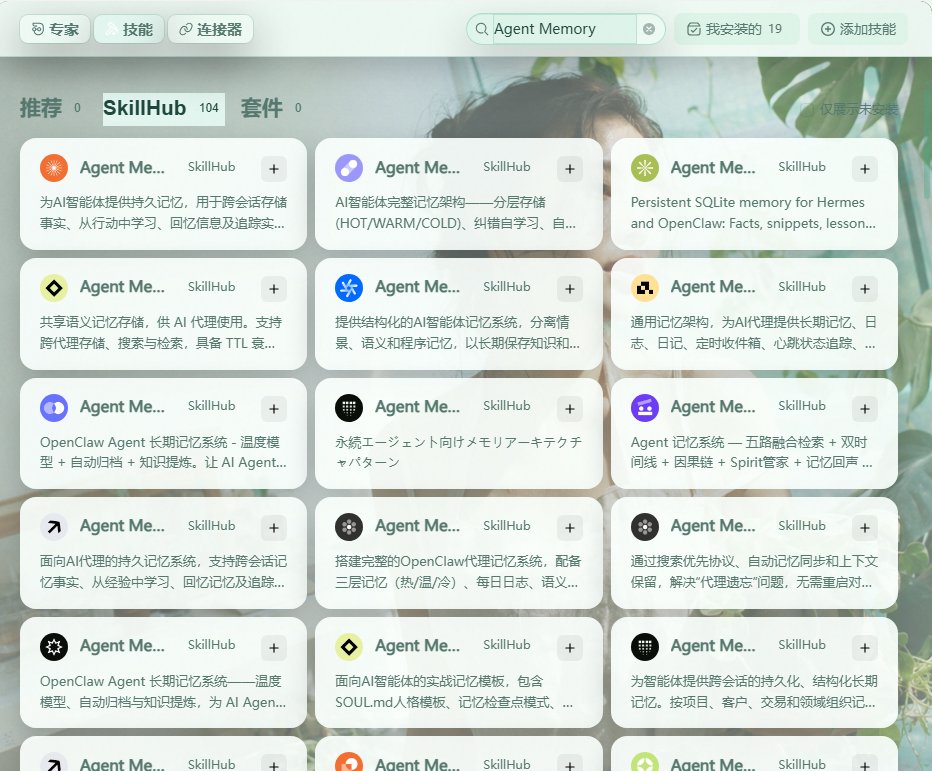 专家 技能 连接器 Agent Memory 我安装的 19 添加技能
推荐 0 SkillHub 104 套件 0 仅展示未安装
Agent Me... SkillHub
为AI智能体提供持久记忆，用于跨会话存储
事实、从行动中学习、回忆信息及追踪实...
Agent Me... SkillHub
AI智能体完整记忆架构——分层存储
(HOT/WARM/COLD)、纠错自学习、自...
Agent Me... SkillHub
Persistent SQLite memory for Hermes
and OpenClaw: Facts, snippets, lesson...
Agent Me... SkillHub
共享语义记忆存储，供 AI 代理使用。支持
跨代理存储、搜索与检索，具备 TTL 衰...
Agent Me... SkillHub
提供结构化的AI智能体记忆系统，分离情
景、语义和程序记忆，以长期保存知识和...
Agent Me... SkillHub
通用记忆架构，为AI代理提供长期记忆、日
志、日记、定时收件箱、心跳状态追踪、...
Agent Me... SkillHub
OpenClaw Agent 长期记忆系统 - 温度模
型 + 自动归档 + 知识提炼。让 AI Agent...
Agent Me... SkillHub
永続エージェント向けメモリアーキテクチ
ャパターン
Agent Me... SkillHub
Agent 记忆系统 — 五路融合检索 + 双时
间线 + 因果链 + Spirit管家 + 记忆回声 ...
Agent Me... SkillHub
面向AI代理的持久记忆系统，支持跨会话记
忆事实、从经验中学习、回忆记忆及追踪...
Agent Me... SkillHub
搭建完整的OpenClaw代理记忆系统，配备
三层记忆（热/温/冷）、每日日志、语义...
Agent Me... SkillHub
通过搜索优先协议、自动记忆同步和上下文
保留，解决“代理遗忘”问题，无需重启对...
Agent Me... SkillHub
OpenClaw Agent 长期记忆系统——温度
模型、自动归档与知识提炼，为 AI Agen...
Agent Me... SkillHub
面向AI智能体的实战记忆模板，包含
SOUL.md人格模板、记忆检查点模式、...
Agent Me... SkillHub
为智能体提供跨会话的持久化、结构化长期
记忆。按项目、客户、交易和领域组织记...
Agent Me... SkillHub
Agent Me... SkillHub
Agent Me... SkillHub